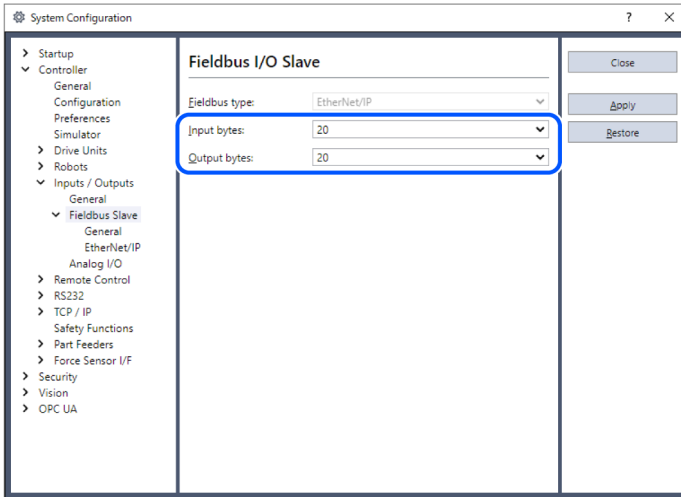 System Configuration
?
Startup
Controller
General
Configuration
Preferences
Simulator
Drive Units
Robots
Inputs / Outputs
General
Fieldbus Slave
General
EtherNet/IP
Analog I/O
Remote Control
RS232
TCP / IP
Safety Functions
Part Feeders
Force Sensor I/F
Security
Vision
OPC UA
Fieldbus I/O Slave
Fieldbus type: EtherNet/IP
Input bytes: 20
Output bytes: 20
Close
Apply
Restore